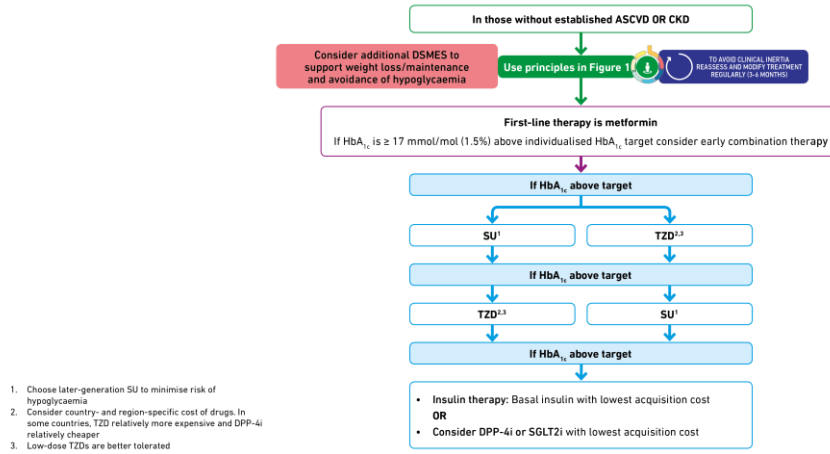 In those without established ASCVD OR CKD
Consider additional DSMES to
support weight loss/maintenance
and avoidance of hypoglycaemia
Use principles in Figure 1
TO AVOID CLINICAL INERTIA
REASSESS AND MODIFY TREATMENT
REGULARLY (3-6 MONTHS)
First-line therapy is metformin
If HbA1c is ≥ 17 mmol/mol (1.5%) above individualised HbA1c target consider early combination therapy
If HbA1c above target
SU1
TZD2,3
If HbA1c above target
TZD2,3
SU1
If HbA1c above target
• Insulin therapy: Basal insulin with lowest acquisition cost
OR
• Consider DPP-4i or SGLT2i with lowest acquisition cost
1. Choose later-generation SU to minimise risk of
hypoglycaemia
2. Consider country- and region-specific cost of drugs. In
some countries, TZD relatively more expensive and DPP-4i
relatively cheaper
3. Low-dose TZDs are better tolerated